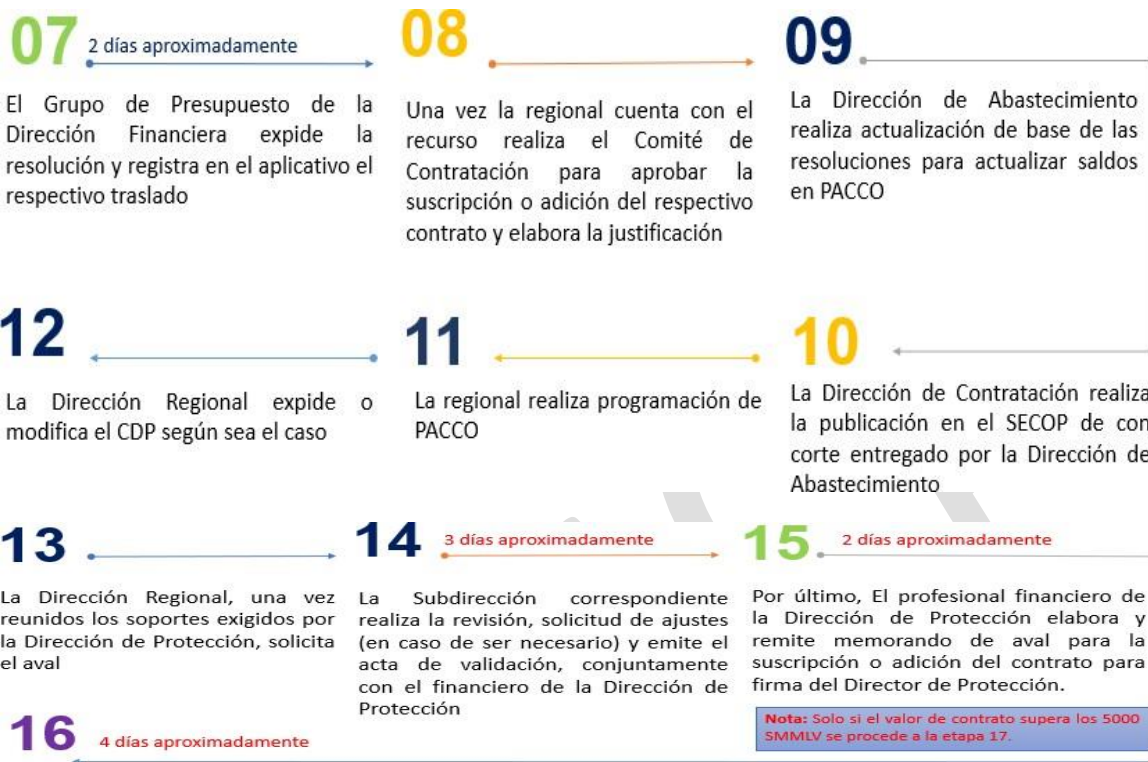 07 2 días aproximadamente
El Grupo de Presupuesto de la
Dirección Financiera expide la
resolución y registra en el aplicativo el
respectivo traslado
08
Una vez la regional cuenta con el
recurso realiza el Comité de
Contratación para aprobar la
suscripción o adición del respectivo
contrato y elabora la justificación
09
La Dirección de Abastecimiento
realiza actualización de base de las
resoluciones para actualizar saldos
en PACCO
10
La Dirección de Contratación realiza
la publicación en el SECOP de con
corte entregado por la Dirección de
Abastecimiento
11
La regional realiza programación de
PACCO
12
La Dirección Regional expide o
modifica el CDP según sea el caso
13
La Dirección Regional, una vez
reunidos los soportes exigidos por
la Dirección de Protección, solicita
el aval
14 3 días aproximadamente
La Subdirección correspondiente
realiza la revisión, solicitud de ajustes
(en caso de ser necesario) y emite el
acta de validación, conjuntamente
con el financiero de la Dirección de
Protección
15 2 días aproximadamente
Por último, El profesional financiero de
la Dirección de Protección elabora y
remite memorando de aval para la
suscripción o adición del contrato para
firma del Director de Protección.
Nota: Solo si el valor de contrato supera los 5000
SMMLV se procede a la etapa 17.
16 4 días aproximadamente